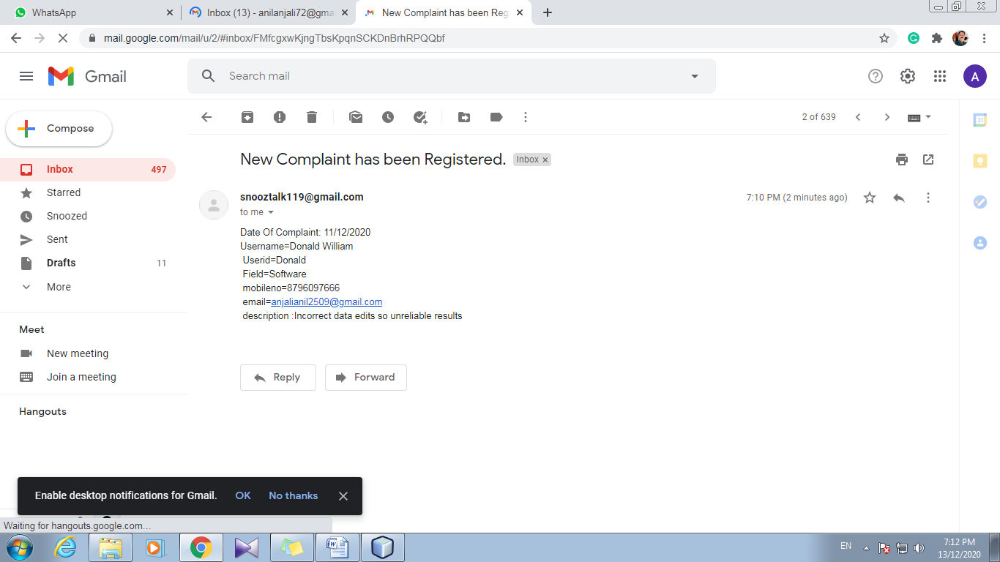 WhatsApp
Inbox (13) - anilanjali72@gma
New Complaint has been Reg
mail.google.com/mail/u/2/#inbox/FMfcgxwKjngTbsKpqnSCKDnBrhRPQQbf
Gmail
Search mail
A
Compose
2 of 639
31
Inbox 497
Starred
Snoozed
Sent
Drafts 11
More
Meet
New meeting
Join a meeting
Hangouts
New Complaint has been Registered. Inbox x
snooztalk119@gmail.com
7:10 PM (2 minutes ago)
to me
Date Of Complaint: 11/12/2020
Username=Donald William
Userid=Donald
Field=Software
mobileno=8796097666
email=anjalianil2509@gmail.com
description :Incorrect data edits so unreliable results
Reply
Forward
Enable desktop notifications for Gmail. OK No thanks
Waiting for hangouts.google.com...
EN
7:12 PM
13/12/2020